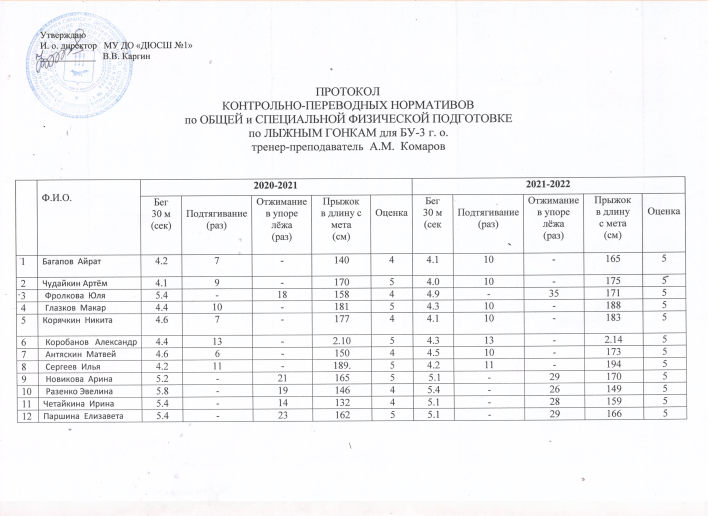 Утверждаю
И. о. директор МУ ДО «ДЮСШ №1»
В.В. Каргин
ПРОТОКОЛ
КОНТРОЛЬНО-ПЕРЕВОДНЫХ НОРМАТИВОВ
по ОБЩЕЙ и СПЕЦИАЛЬНОЙ ФИЗИЧЕСКОЙ ПОДГОТОВКЕ
по ЛЫЖНЫМ ГОНКАМ для БУ-3 г. о.
тренер-преподаватель А.М. Комаров
Ф.И.О. 2020-2021 2021-2022
Бег 30 м (сек) Подтягивание (раз) Отжимание в упоре лёжа (раз) Прыжок в длину с мета (см) Оценка Бег 30 м (сек Подтягивание (раз) Отжимание в упоре лёжа (раз) Прыжок в длину с мета (см) Оценка
1 Багапов Айрат 4.2 7 - 140 4 4.1 10 - 165 5
2 Чудайкин Артём 4.1 9 - 170 5 4.0 10 - 175 5
3 Фролкова Юля 5.4 - 18 158 4 4.9 - 35 171 5
4 Глазков Макар 4.4 10 - 181 5 4.3 10 - 188 5
5 Корячкин Никита 4.6 7 - 177 4 4.1 10 - 183 5
6 Коробанов Александр 4.4 13 - 2.10 5 4.3 13 - 2.14 5
7 Антяскин Матвей 4.6 6 - 150 4 4.5 10 - 173 5
8 Сергеев Илья 4.2 11 - 189. 5 4.2 11 - 194 5
9 Новикова Арина 5.2 - 21 165 5 5.1 - 29 170 5
10 Разенко Эвелина 5.8 - 19 146 4 5.4 - 26 149 5
11 Четайкина Ирина 5.4 - 14 132 4 5.1 - 28 159 5
12 Паршина Елизавета 5.4 - 23 162 5 5.1 - 29 166 5